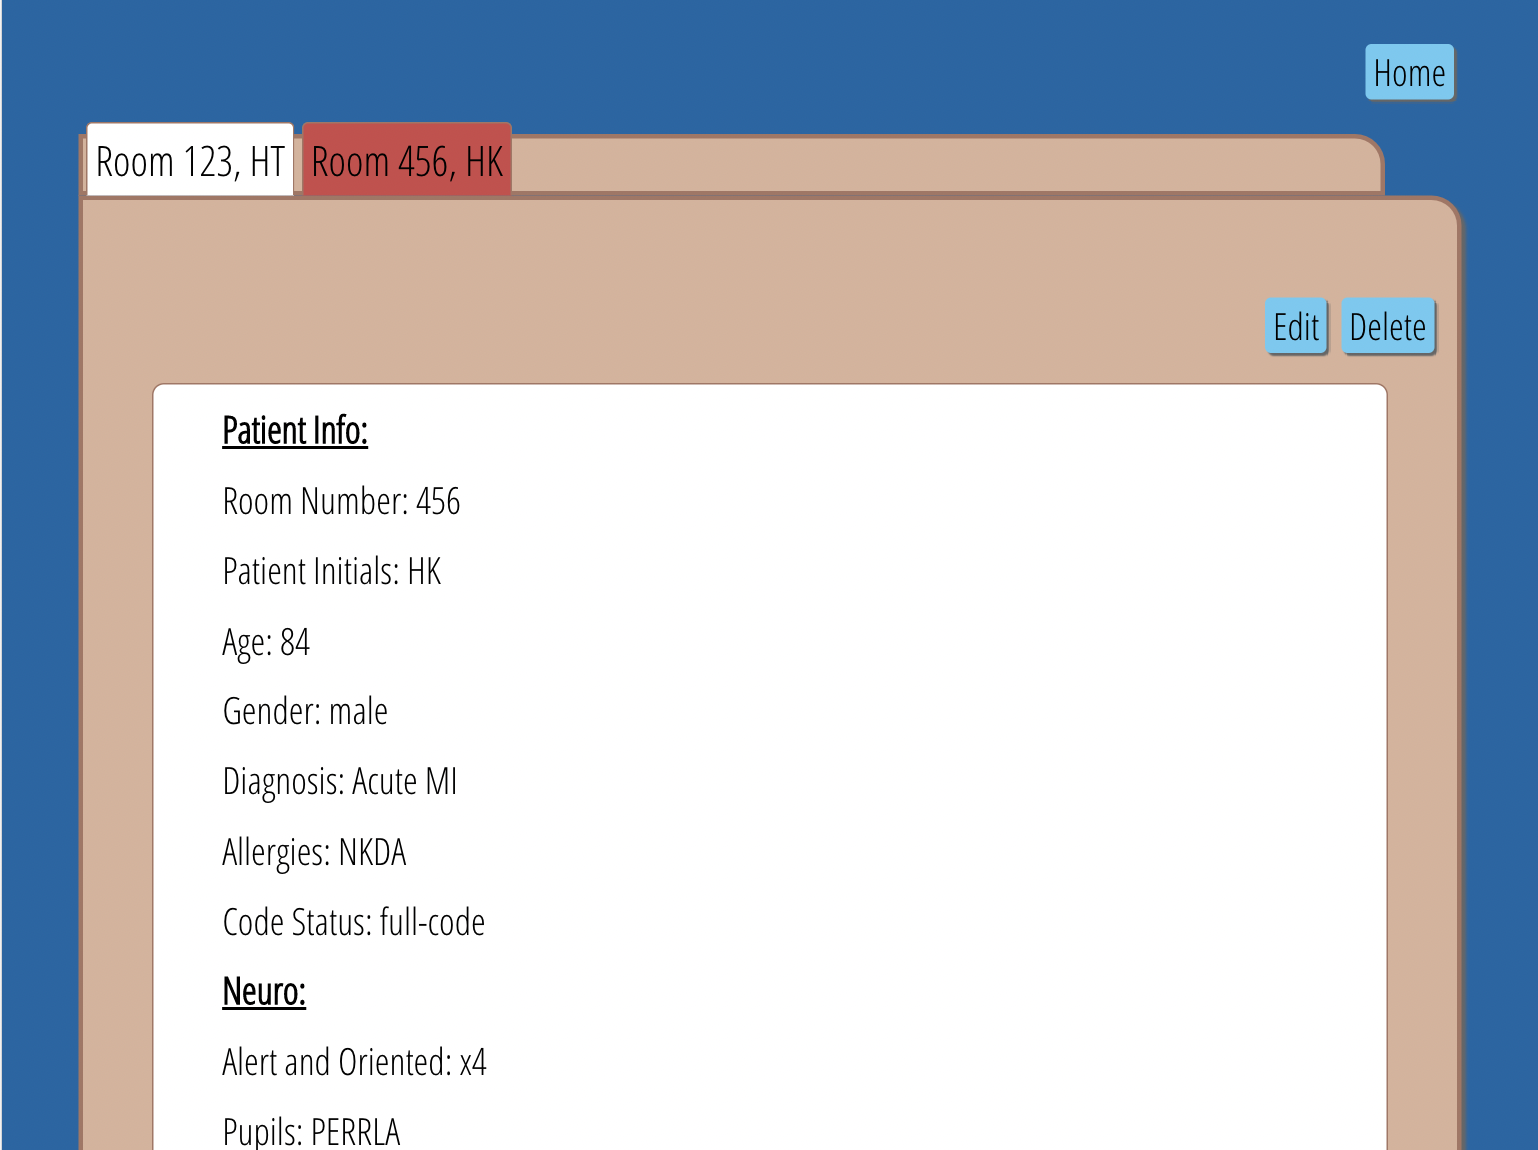 Home
Room 123, HT
Room 456, HK
Edit
Delete
Patient Info:
Room Number: 456
Patient Initials: HK
Age: 84
Gender: male
Diagnosis: Acute MI
Allergies: NKDA
Code Status: full-code
Neuro:
Alert and Oriented: x4
Pupils: PERRLA